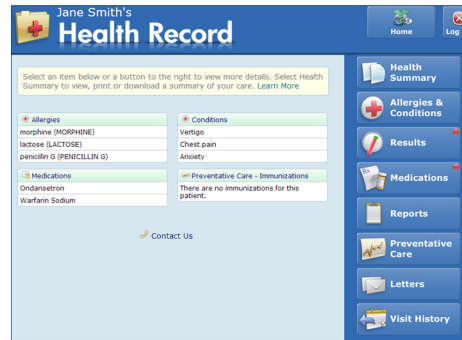 Jane Smith's
Health Record
Home
Log
Select an item below or a button to the right to view more details. Select Health
Summary to view, print or download a summary of your care. Learn More
Allergies
morphine (MORPHINE)
lactose (LACTOSE)
penicillin G (PENICILLIN G)
Conditions
Vertigo
Chest pain
Anxiety
Medications
Ondansetron
Warfarin Sodium
Preventative Care - Immunizations
There are no immunizations for this
patient.
Contact Us
Health
Summary
Allergies &
Conditions
Results
Rx
Medications
Reports
Preventative
Care
Letters
Visit History